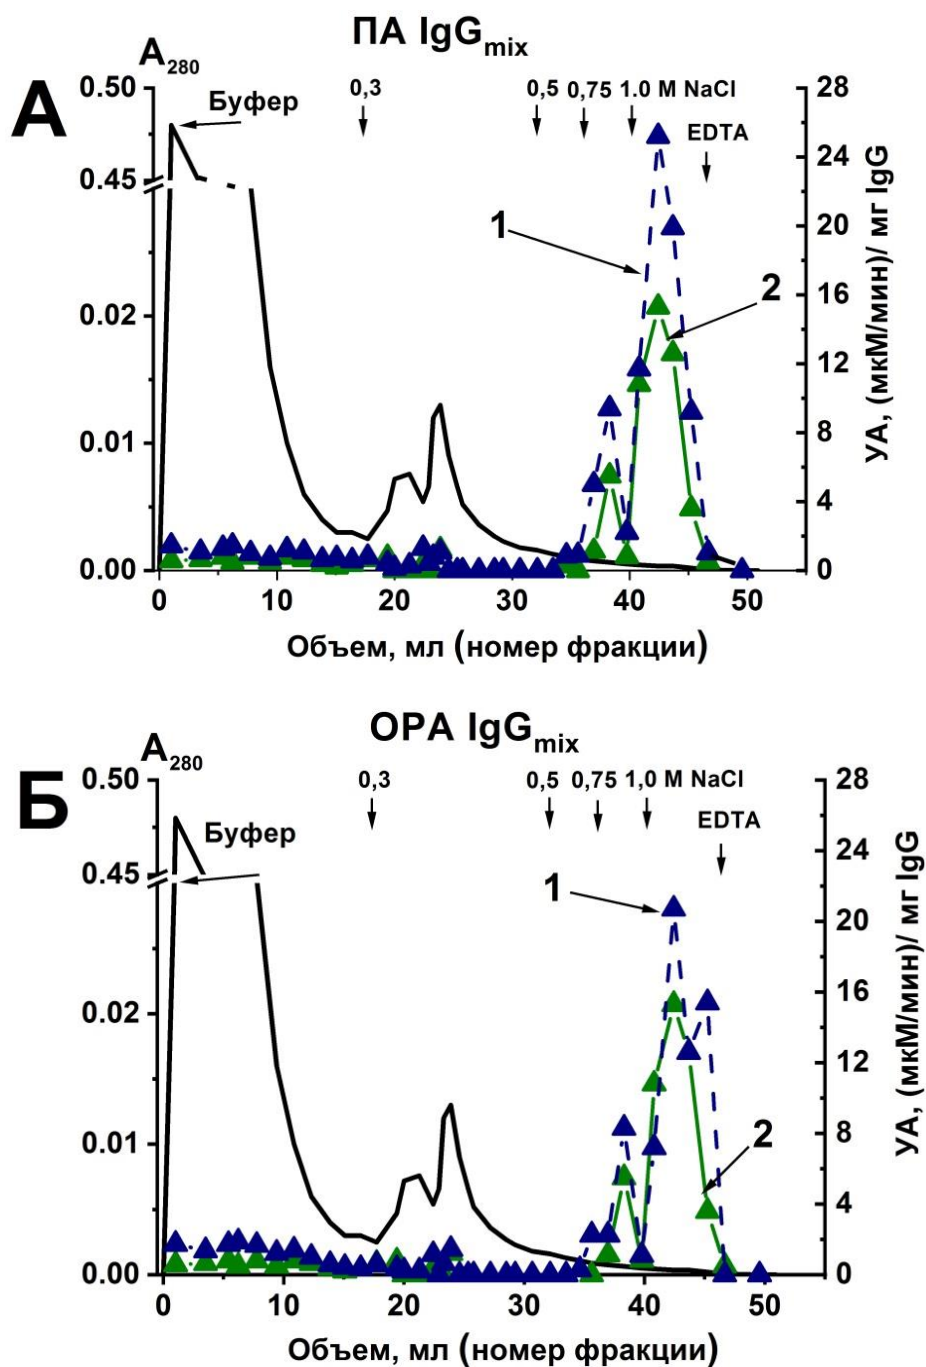 ПА IgGmix
А
A280
0,3
0,5
0,75
1.0 M NaCl
Буфер
EDTA
0.50
0.45
0.02
0.01
0.00
28
24
20
16
12
8
4
0
1
2
УА, (мкМ/мин)/ мг IgG
0 10 20 30 40 50
Объем, мл (номер фракции)
ОРА IgGmix
Б
A280
0,3
0,5
0,75
1,0 M NaCl
Буфер
EDTA
0.50
0.45
0.02
0.01
0.00
28
24
20
16
12
8
4
0
1
2
УА, (мкМ/мин)/ мг IgG
0 10 20 30 40 50
Объем, мл (номер фракции)